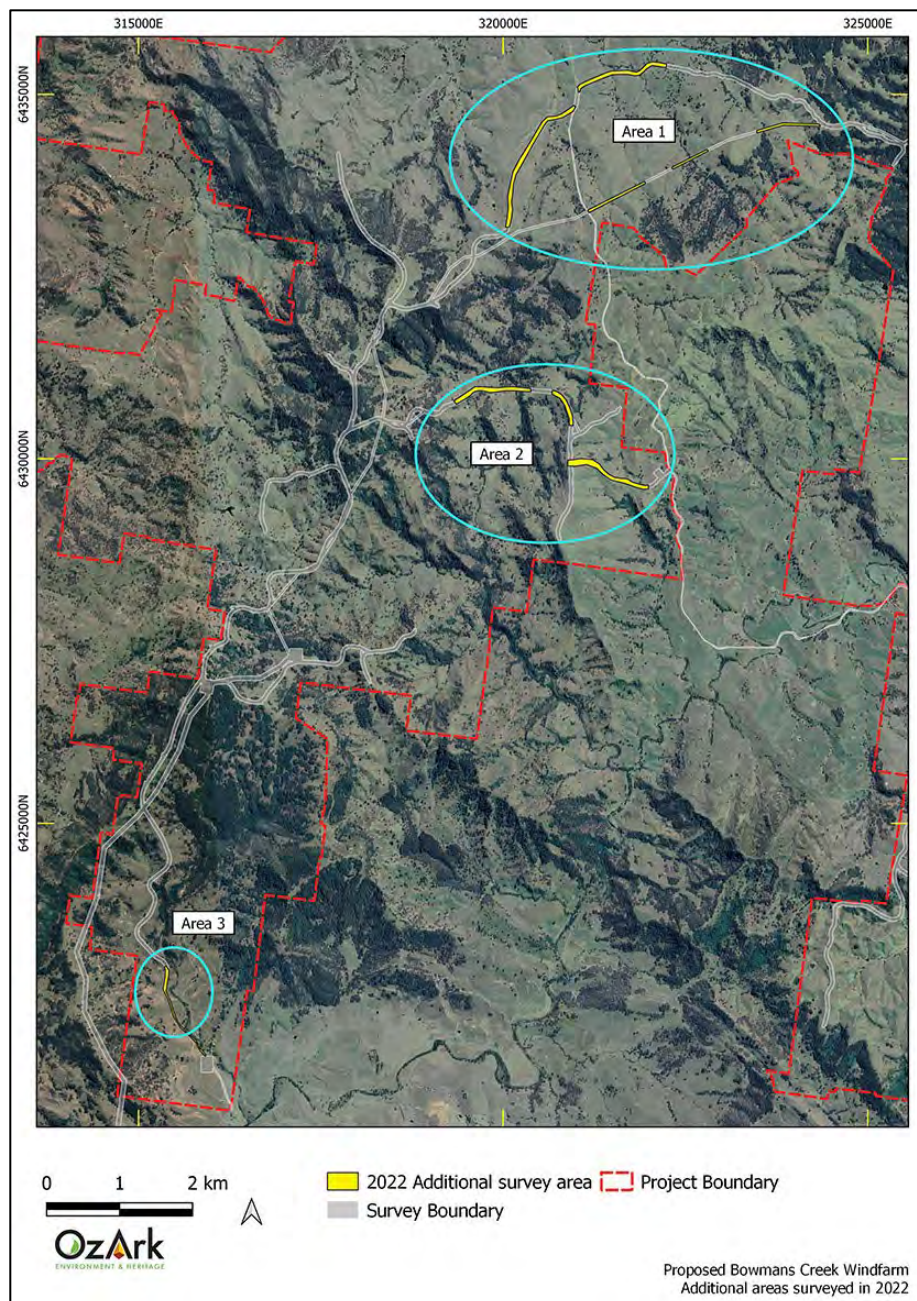 315000E
320000E
325000E
6435000N
Area 1
Area 2
6430000N
6425000N
Area 3
0 1 2 km
2022 Additional survey area
Project Boundary
Survey Boundary
OzArk
ENVIRONMENT & HERITAGE
Proposed Bowmans Creek Windfarm
Additional areas surveyed in 2022